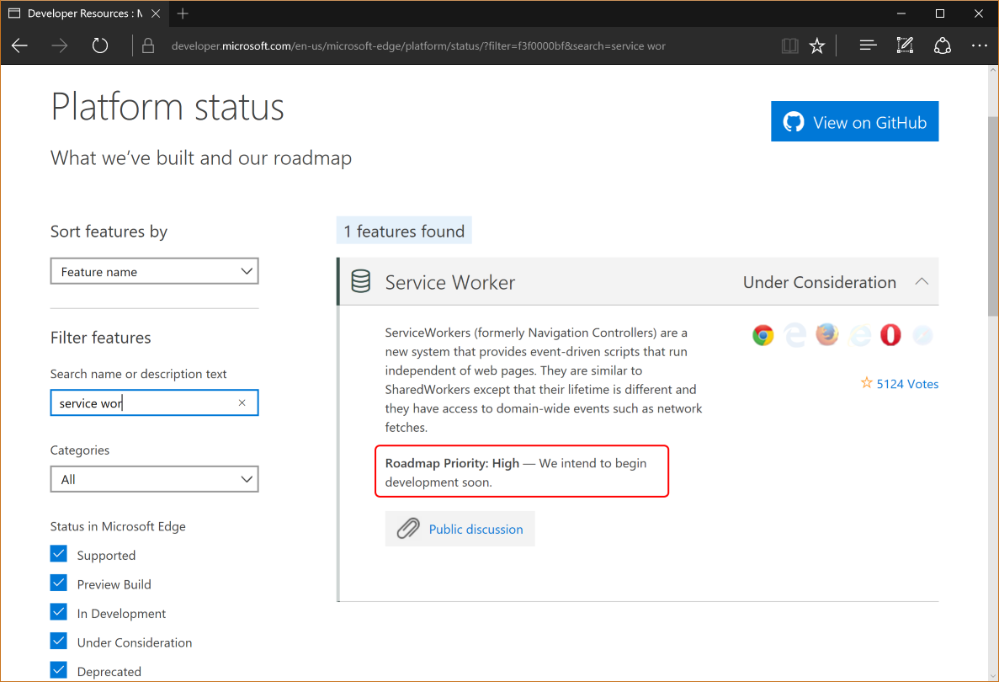 Developer Resources : M
developer.microsoft.com/en-us/microsoft-edge/platform/status/?filter=f3f0000bf&search=service wor
Platform status
View on GitHub
What we've built and our roadmap
Sort features by
Feature name
Filter features
Search name or description text
service wor
Categories
All
Status in Microsoft Edge
Supported
Preview Build
In Development
Under Consideration
Deprecated
1 features found
Service Worker
Under Consideration
ServiceWorkers (formerly Navigation Controllers) are a
new system that provides event-driven scripts that run
independent of web pages. They are similar to
SharedWorkers except that their lifetime is different and
they have access to domain-wide events such as network
fetches.
5124 Votes
Roadmap Priority: High — We intend to begin
development soon.
Public discussion